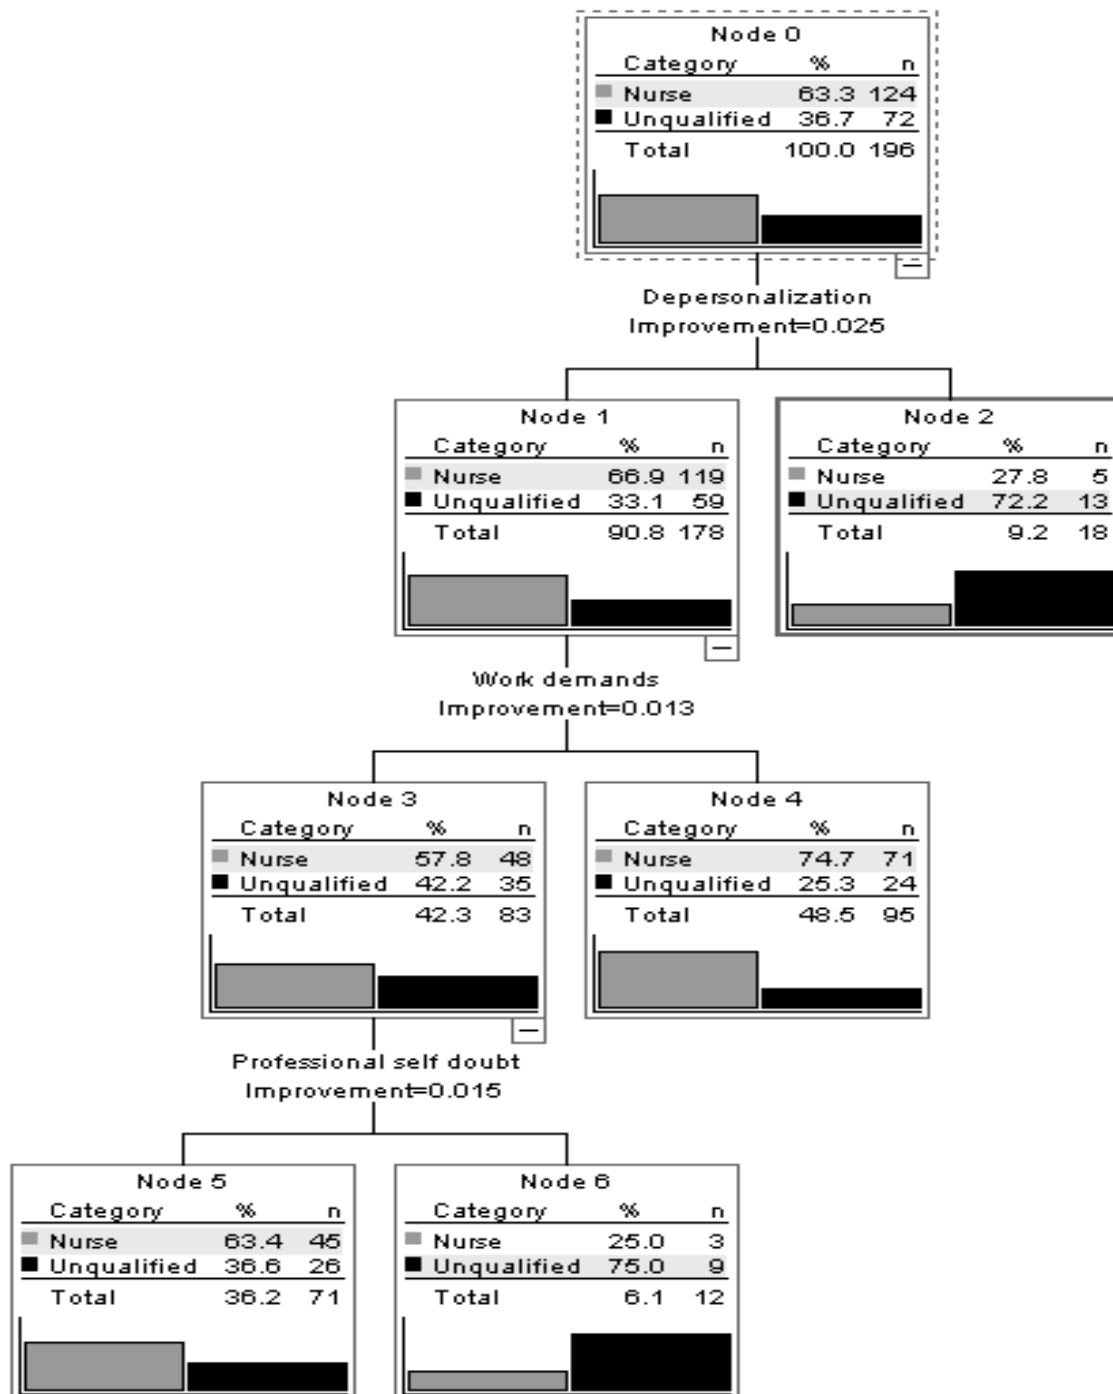 Node 0
Category % n
Nurse 63.3 124
Unqualified 36.7 72
Total 100.0 196
Depersonalization
Improvement=0.025
Node 1
Category % n
Nurse 66.9 119
Unqualified 33.1 59
Total 90.8 178
Node 2
Category % n
Nurse 27.8 5
Unqualified 72.2 13
Total 9.2 18
Work demands
Improvement=0.013
Node 3
Category % n
Nurse 57.8 48
Unqualified 42.2 35
Total 42.3 83
Node 4
Category % n
Nurse 74.7 71
Unqualified 25.3 24
Total 48.5 95
Professional self doubt
Improvement=0.015
Node 5
Category % n
Nurse 63.4 45
Unqualified 36.6 26
Total 36.2 71
Node 6
Category % n
Nurse 25.0 3
Unqualified 75.0 9
Total 6.1 12